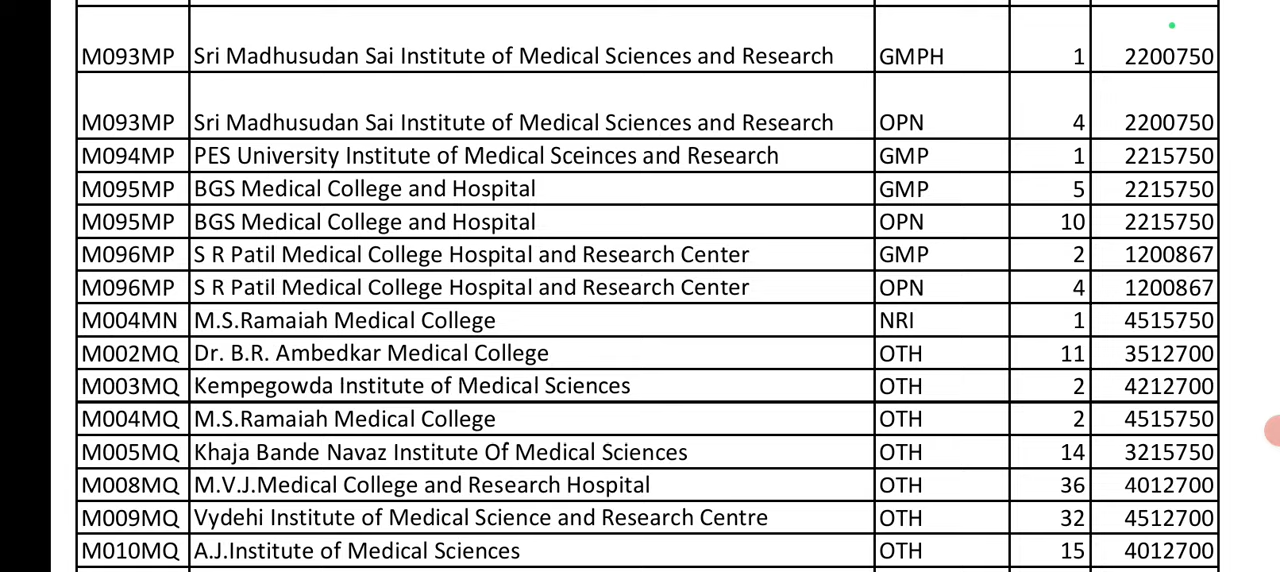 M093MP Sri Madhusudan Sai Institute of Medical Sciences and Research GMPH 1 2200750
M093MP Sri Madhusudan Sai Institute of Medical Sciences and Research OPN 4 2200750
M094MP PES University Institute of Medical Sceinces and Research GMP 1 2215750
M095MP BGS Medical College and Hospital GMP 5 2215750
M095MP BGS Medical College and Hospital OPN 10 2215750
M096MP S R Patil Medical College Hospital and Research Center GMP 2 1200867
M096MP S R Patil Medical College Hospital and Research Center OPN 4 1200867
M004MN M.S.Ramaiah Medical College NRI 1 4515750
M002MQ Dr. B.R. Ambedkar Medical College OTH 11 3512700
M003MQ Kempegowda Institute of Medical Sciences OTH 2 4212700
M004MQ M.S.Ramaiah Medical College OTH 2 4515750
M005MQ Khaja Bande Navaz Institute Of Medical Sciences OTH 14 3215750
M008MQ M.V.J.Medical College and Research Hospital OTH 36 4012700
M009MQ Vydehi Institute of Medical Science and Research Centre OTH 32 4512700
M010MQ A.J.Institute of Medical Sciences OTH 15 4012700